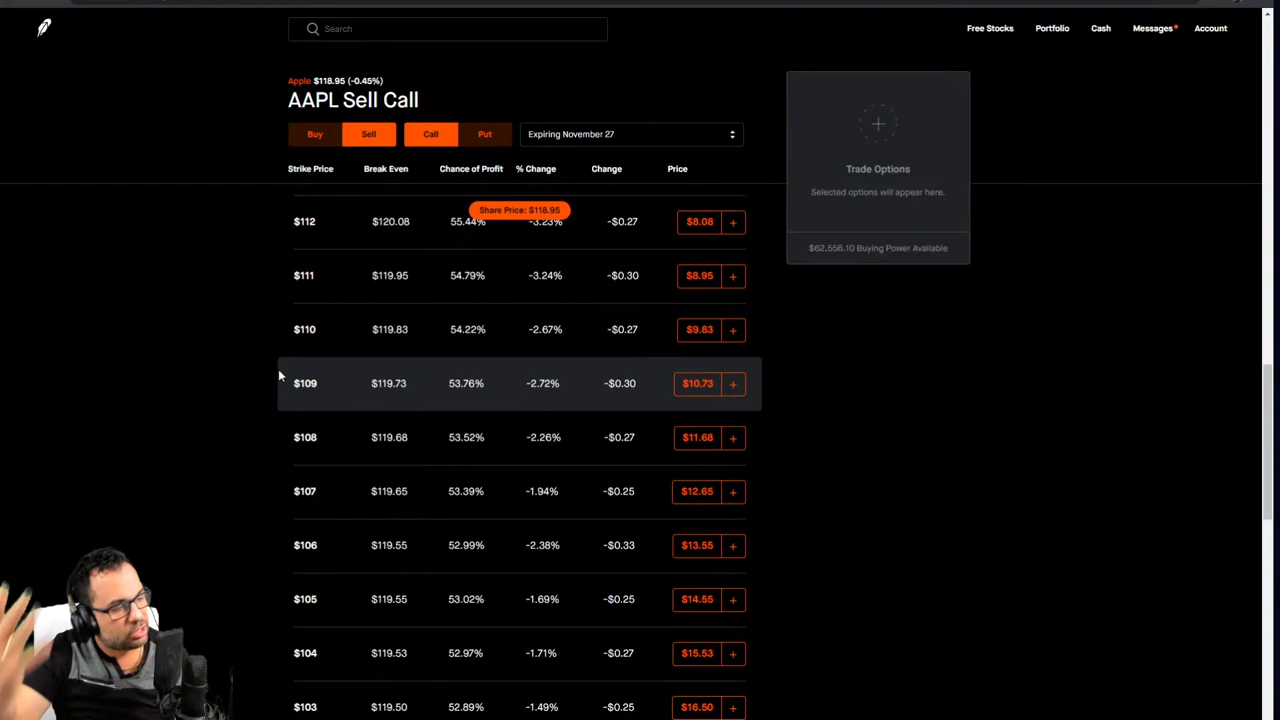 Search
Free Stocks Portfolio Cash Messages Account
Apple $118.95 (-0.45%)
AAPL Sell Call
Buy Sell Call Put Expiring November 27
Strike Price Break Even Chance of Profit % Change Change Price
Share Price: $118.95
$112 $120.08 55.44% -3.23% -$0.27 $8.08 +
$111 $119.95 54.79% -3.24% -$0.30 $8.95 +
$110 $119.83 54.22% -2.67% -$0.27 $9.83 +
$109 $119.73 53.76% -2.72% -$0.30 $10.73 +
$108 $119.68 53.52% -2.26% -$0.27 $11.68 +
$107 $119.65 53.39% -1.94% -$0.25 $12.65 +
$106 $119.55 52.99% -2.38% -$0.33 $13.55 +
$105 $119.55 53.02% -1.69% -$0.25 $14.55 +
$104 $119.53 52.97% -1.71% -$0.27 $15.53 +
$103 $119.50 52.89% -1.49% -$0.25 $16.50 +
+
Trade Options
Selected options will appear here.
$62,556.10 Buying Power Available